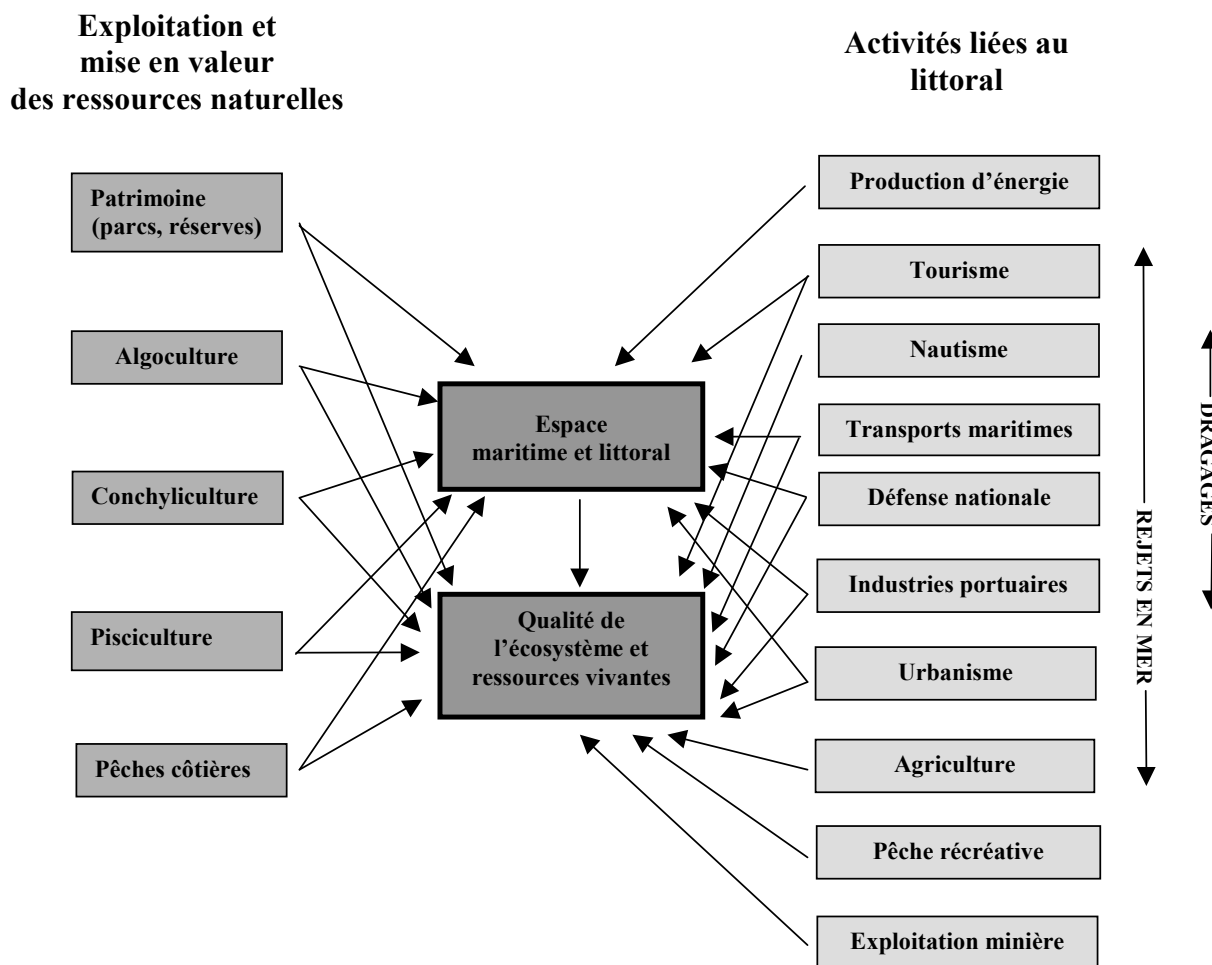 Exploitation et
mise en valeur
des ressources naturelles
Activités liées au
littoral
Patrimoine
(parcs, réserves)
Algoculture
Conchyliculture
Pisciculture
Pêches côtières
Espace
maritime et littoral
Qualité de
l’écosystème et
ressources vivantes
Production d’énergie
Tourisme
Nautisme
Transports maritimes
Défense nationale
Industries portuaires
Urbanisme
Agriculture
Pêche récréative
Exploitation minière
REJETS EN MER
DRAGAGES